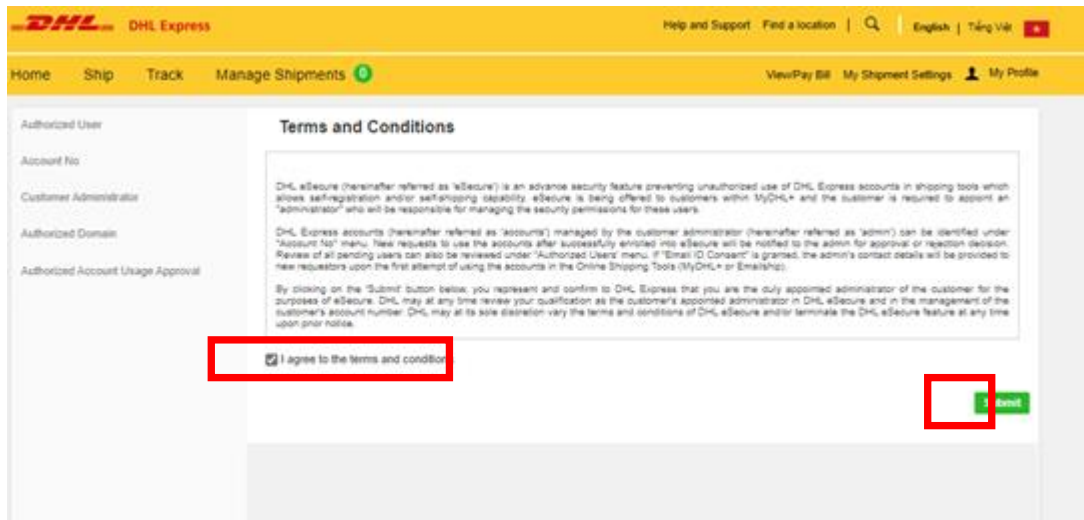 DHL DHL Express
Help and Support Find a location | English | Tiếng Việt
Home Ship Track Manage Shipments 0
View/Pay Bill My Shipment Settings My Profile
Authorized User
Account No
Customer Administrator
Authorized Domain
Authorized Account Usage Approval
Terms and Conditions
DHL eSecure (hereinafter referred as 'eSecure') is an advance security feature preventing unauthorized use of DHL Express accounts in shipping tools which
allows self-registration and/or self-shipping capability. eSecure is being offered to customers within MyDHL+ and the customer is required to appoint an
"administrator" who will be responsible for managing the security permissions for these users.
DHL Express accounts (hereinafter referred as 'accounts') managed by the customer administrator (hereinafter referred as 'admin') can be identified under
"Account No" menu. New requests to use the accounts after successfully enrolled into eSecure will be notified to the admin for approval or rejection decision.
Review of all pending users can also be reviewed under "Authorized Users" menu. If "Email ID Consent" is granted, the admin's contact details will be provided to
new requestors upon the first attempt of using the accounts in the Online Shipping Tools (MyDHL+ or Emailship).
By clicking on the 'Submit' button below, you represent and confirm to DHL Express that you are the duly appointed administrator of the customer for the
purposes of eSecure. DHL may at any time review your qualification as the customer's appointed administrator in DHL eSecure and in the management of the
customer's account number. DHL may at its sole discretion vary the terms and conditions of DHL eSecure and/or terminate the DHL eSecure feature at any time
upon prior notice.
I agree to the terms and conditions
Submit